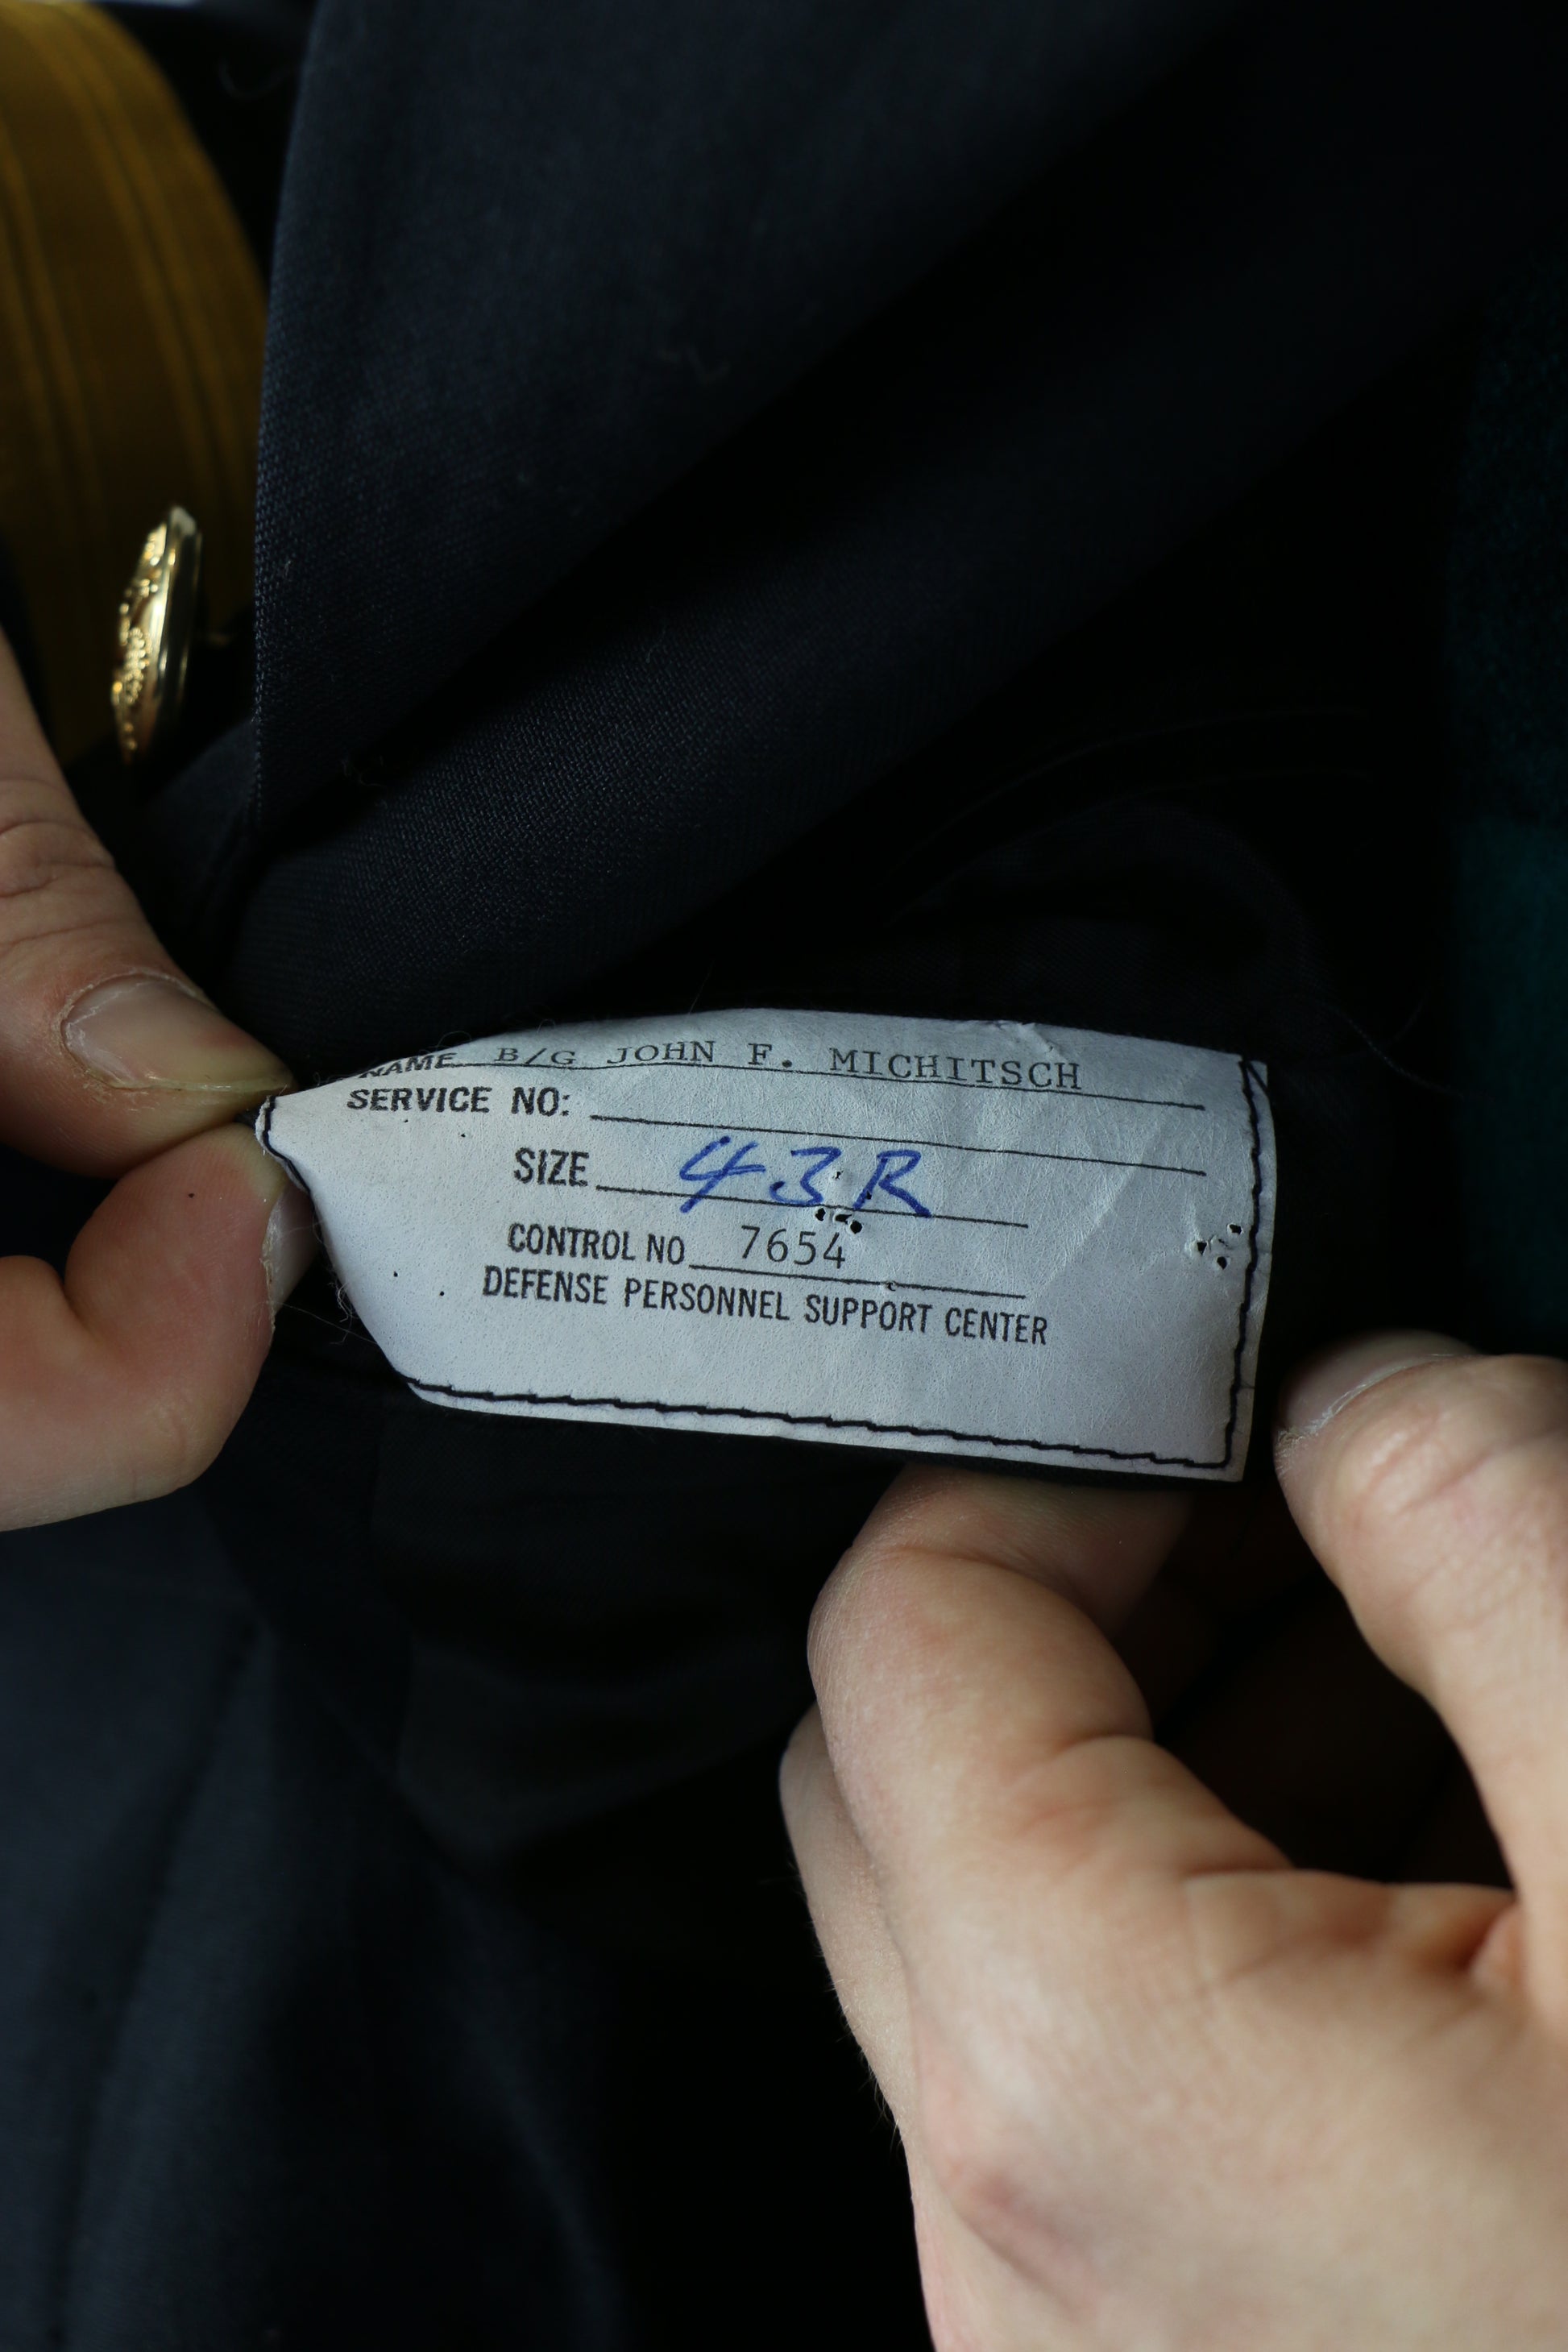 NAME B/G JOHN F. MICHITSCH
SERVICE NO:
SIZE 43R
CONTROL NO 7654
DEFENSE PERSONNEL SUPPORT CENTER